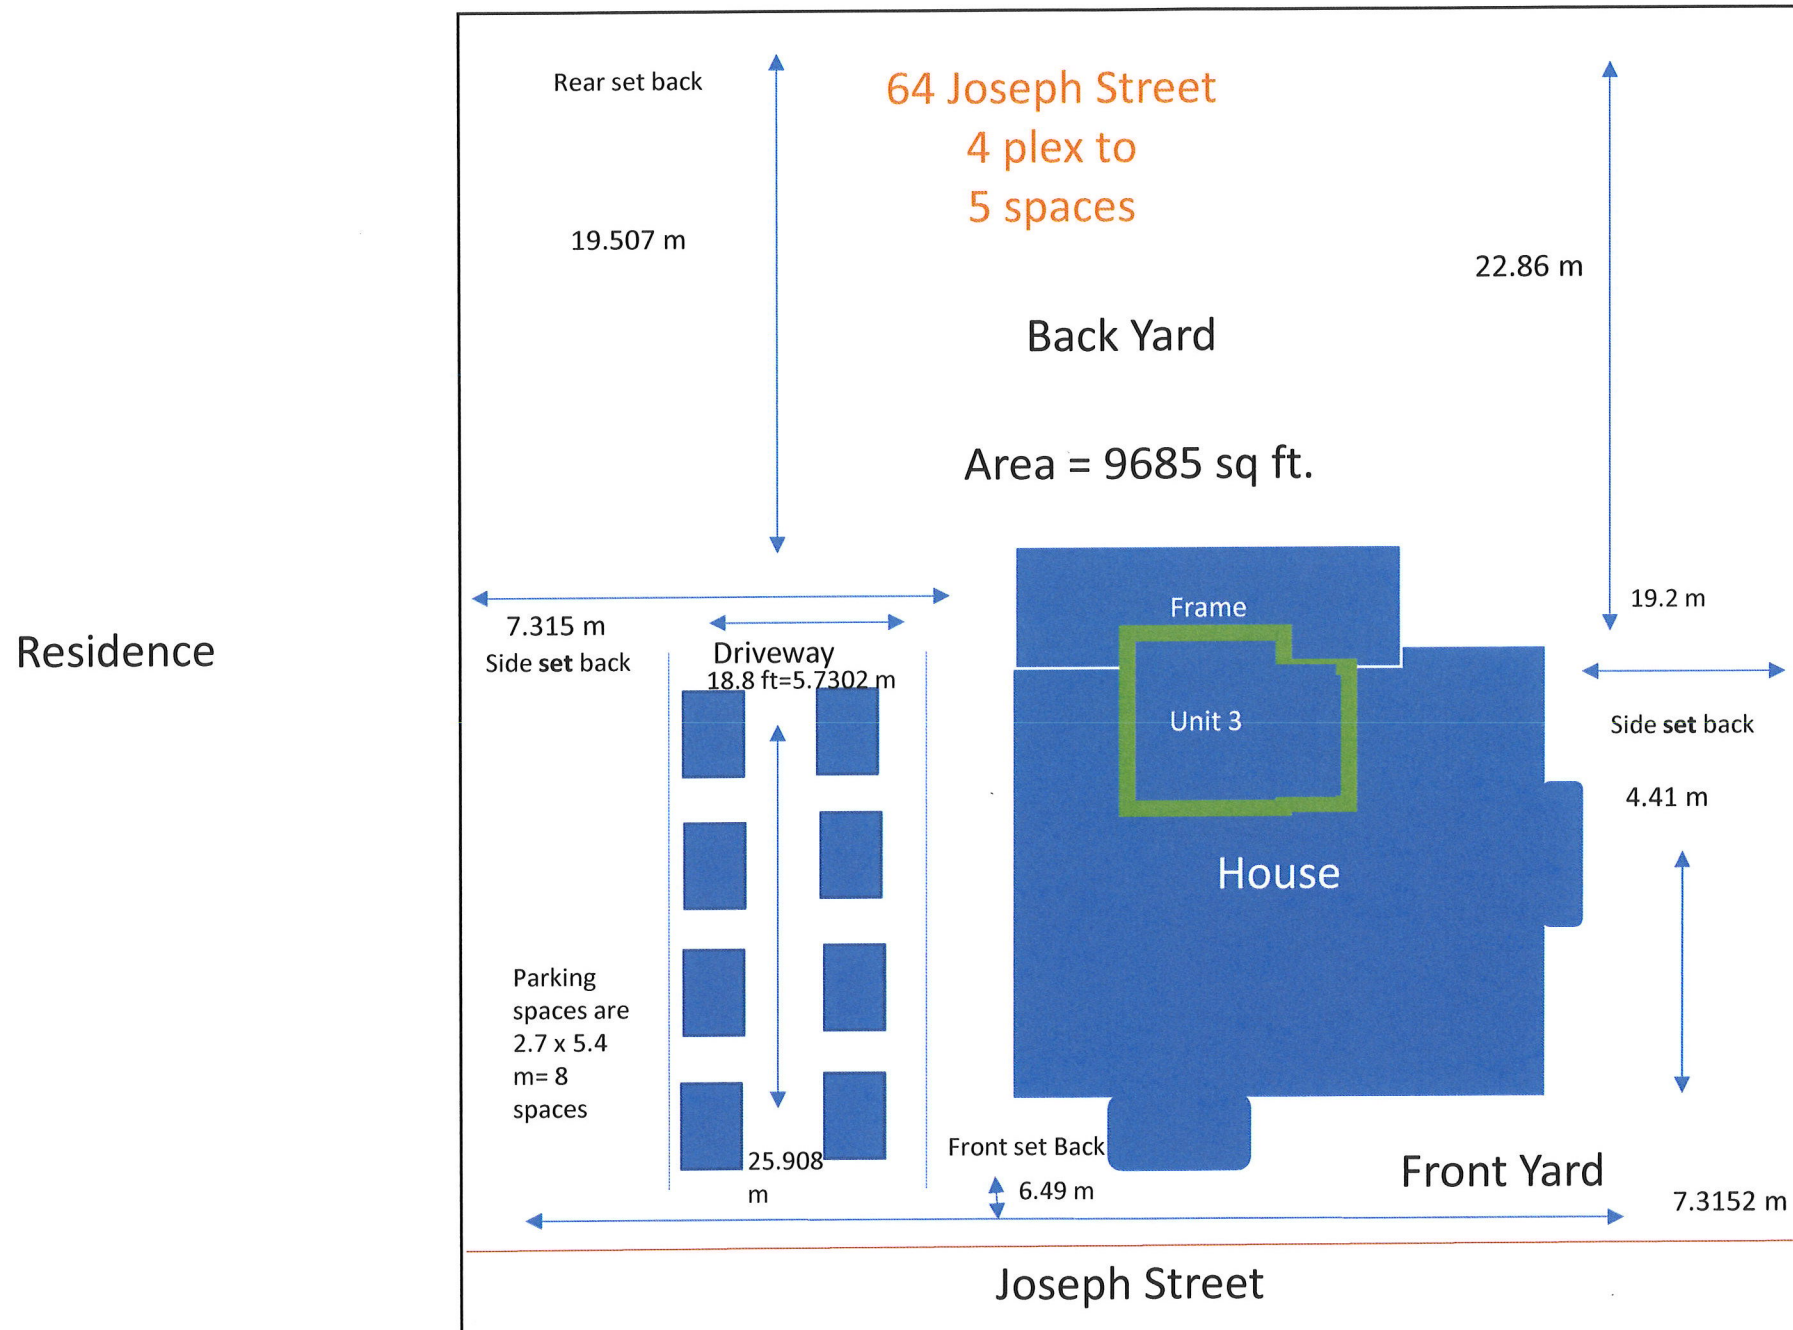 Rear set back
64 Joseph Street
4 plex to
5 spaces
19.507 m
22.86 m
Back Yard
Area = 9685 sq ft.
Residence
7.315 m
Side set back
Driveway
18.8 ft=5.7302 m
Frame
Unit 3
House
19.2 m
Side set back
4.41 m
Parking
spaces are
2.7 x 5.4
m= 8
spaces
25.908
m
Front set Back
6.49 m
Front Yard
7.3152 m
Joseph Street